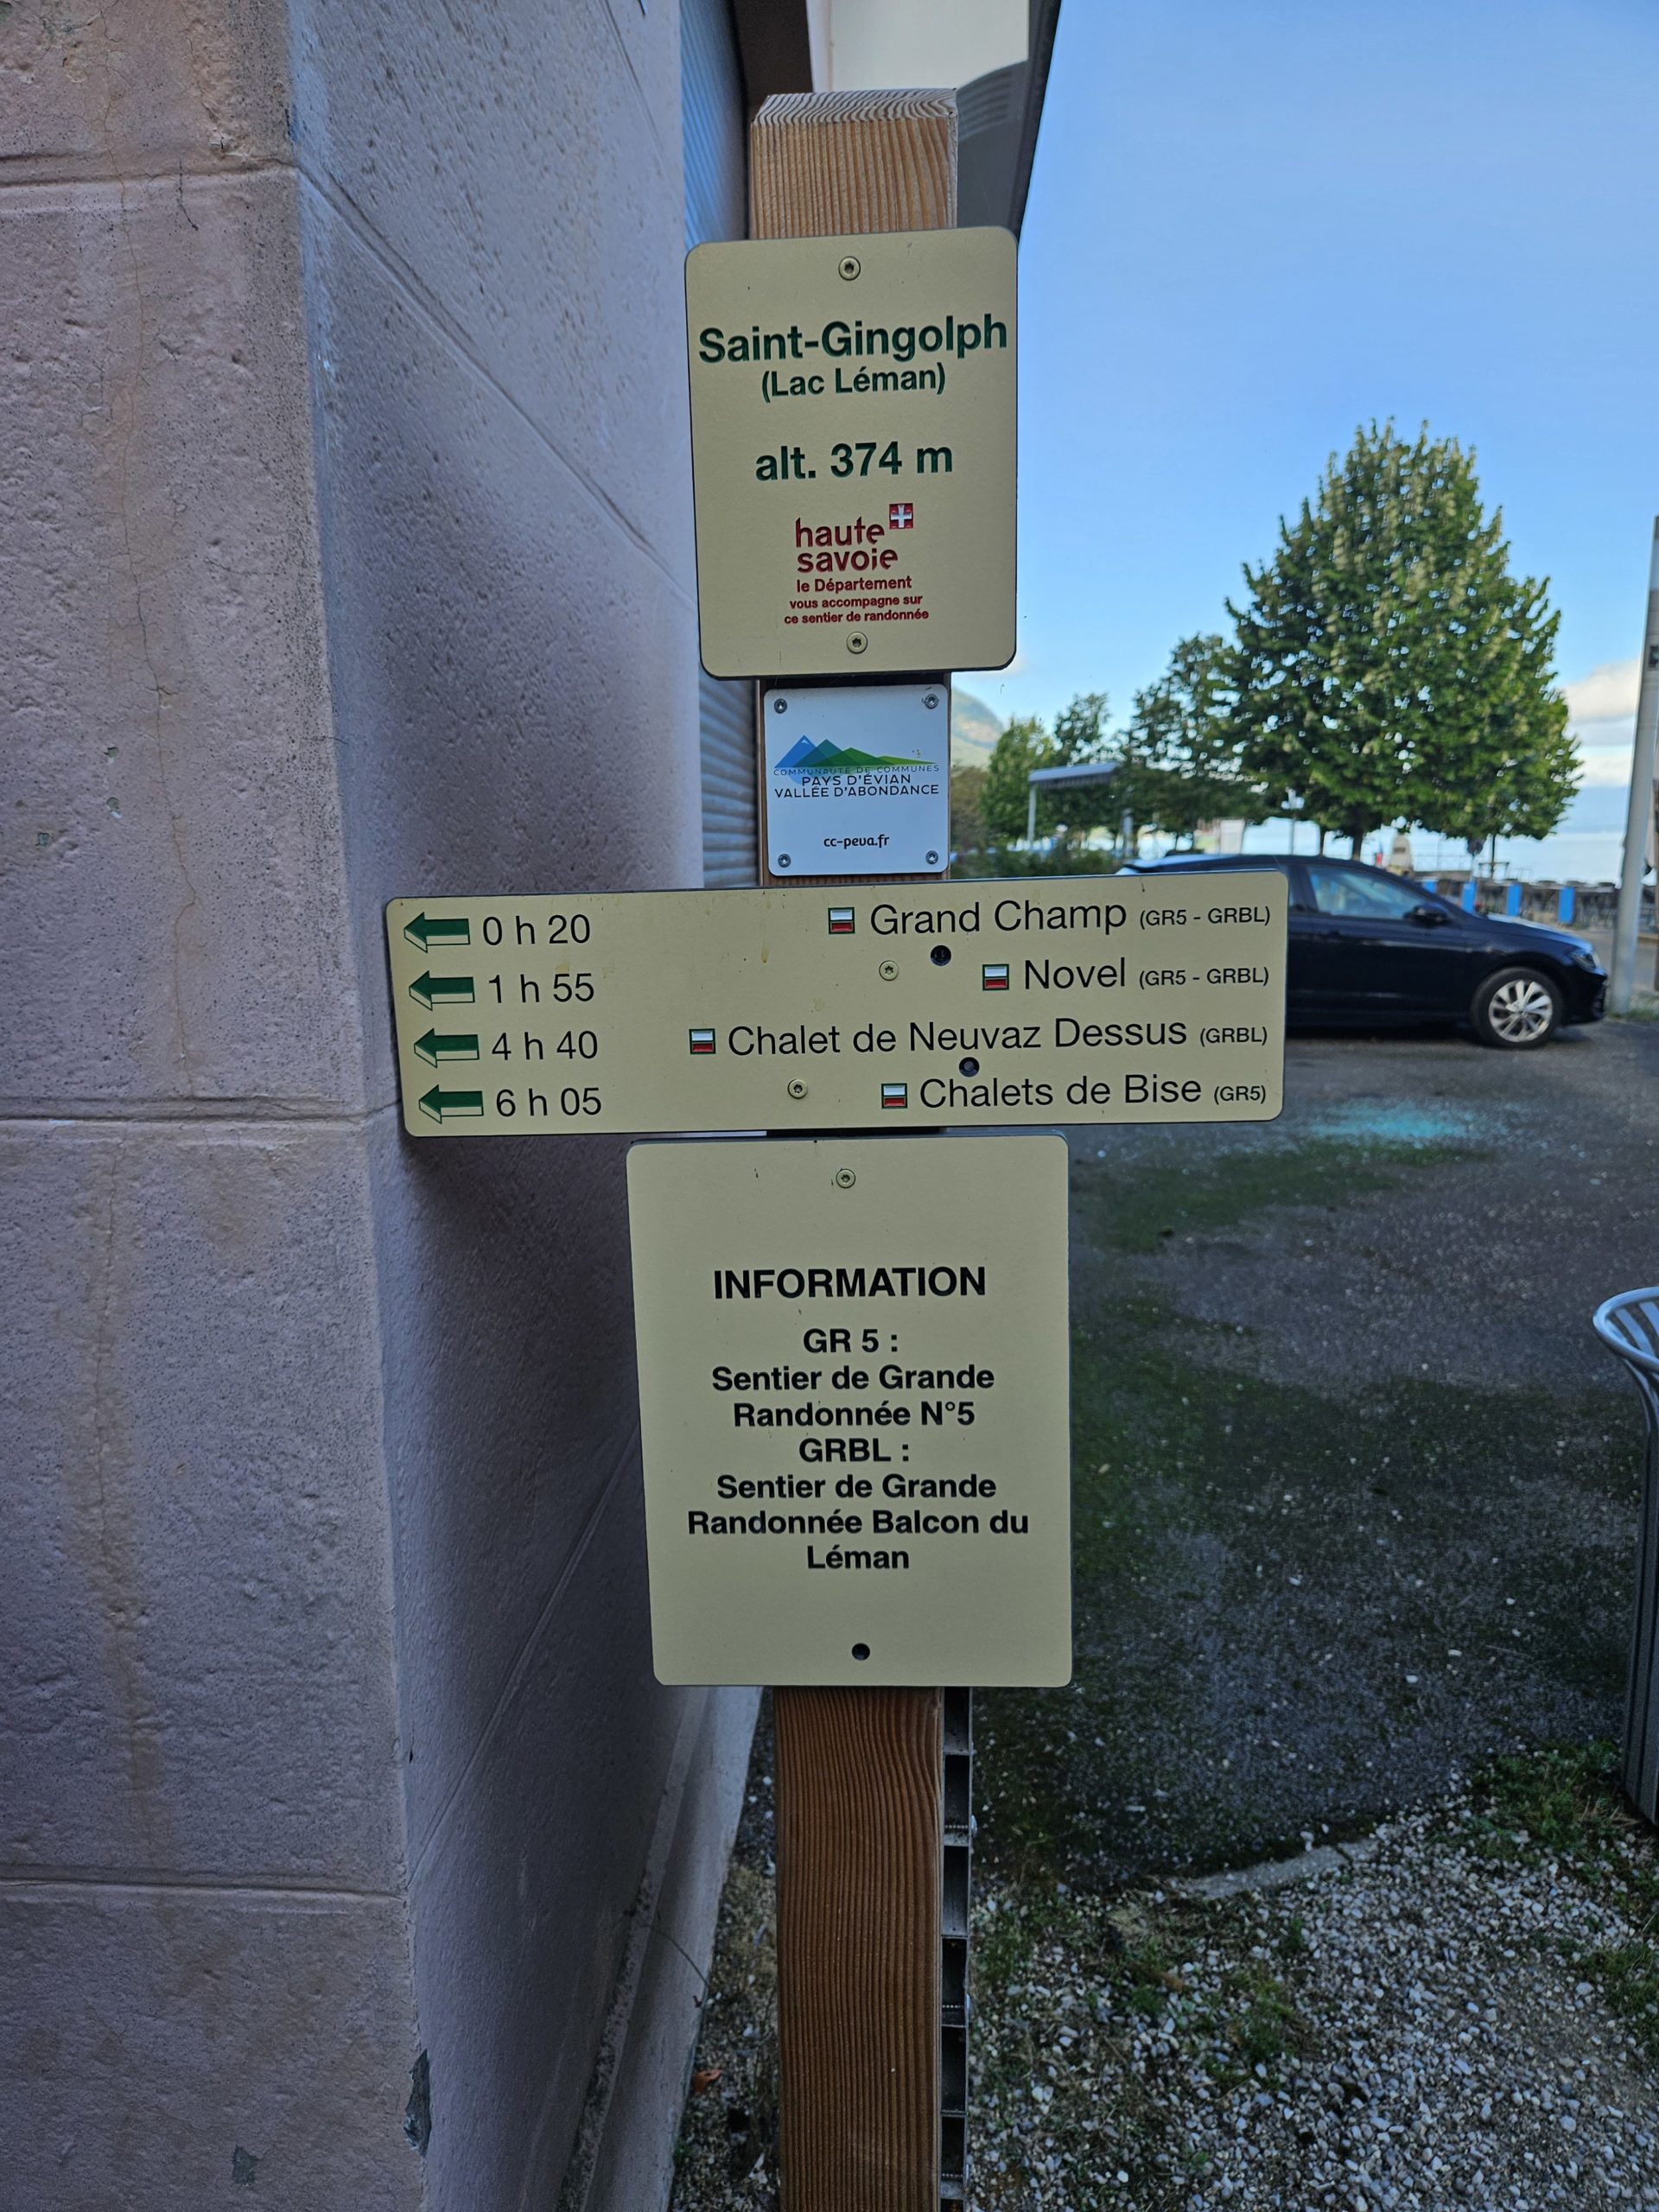 Saint-Gingolph
(Lac Léman)
alt. 374 m
haute
savoie
le Département
vous accompagne sur
ce sentier de randonnée
COMMUNAUTÉ DE COMMUNES
PAYS D'ÉVIAN
VALLÉE D'ABONDANCE
cc-peva.fr
0 h 20 Grand Champ (GR5 - GRBL)
1 h 55 Novel (GR5 - GRBL)
4 h 40 Chalet de Neuvaz Dessus (GRBL)
6 h 05 Chalets de Bise (GR5)
INFORMATION
GR 5 :
Sentier de Grande
Randonnée N°5
GRBL :
Sentier de Grande
Randonnée Balcon du
Léman